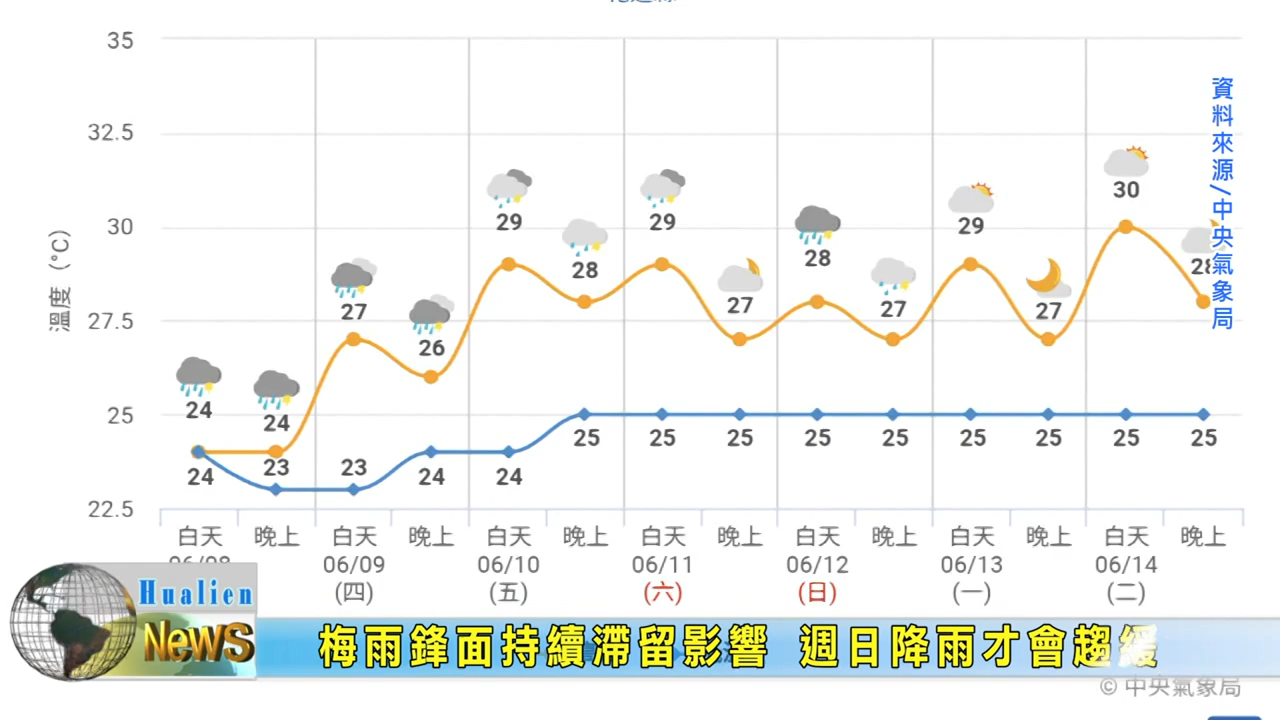 35
32.5
30
27.5
25
22.5
溫度 (°C)
24 24 27 26 29 28 29 27 28 27 29 27 30 28
24 23 23 24 24 25 25 25 25 25 25 25 25 25
白天 晚上 白天 晚上 白天 晚上 白天 晚上 白天 晚上 白天 晚上 白天 晚上
06/08 06/09 06/10 06/11 06/12 06/13 06/14
(四) (五) (六) (日) (一) (二)
資料來源/中央氣象局
Hualien
News
梅雨鋒面持續滯留影響 週日降雨才會趨緩
© 中央氣象局